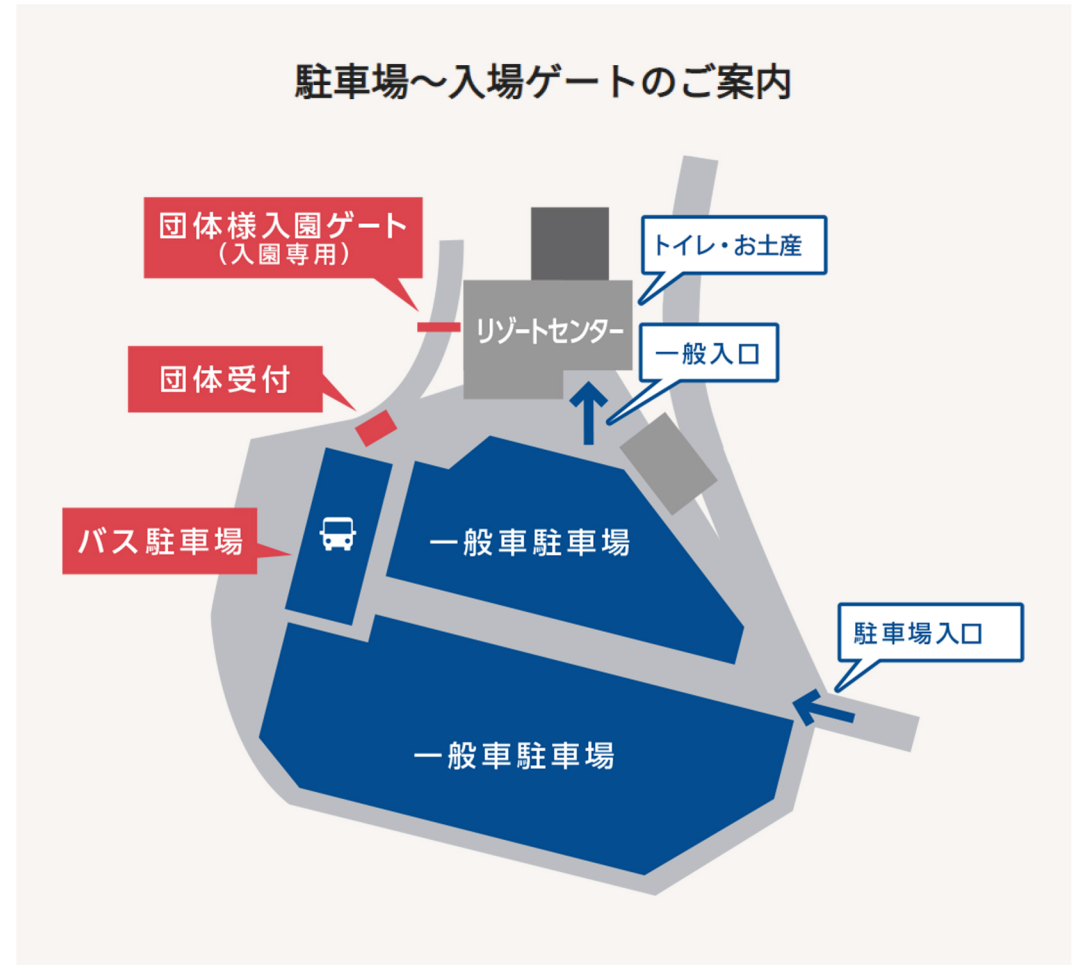 駐車場～入場ゲートのご案内
団体様入園ゲート
（入園専用）
トイレ・お土産
リゾートセンター
一般入口
団体受付
バス駐車場
一般車駐車場
駐車場入口
一般車駐車場